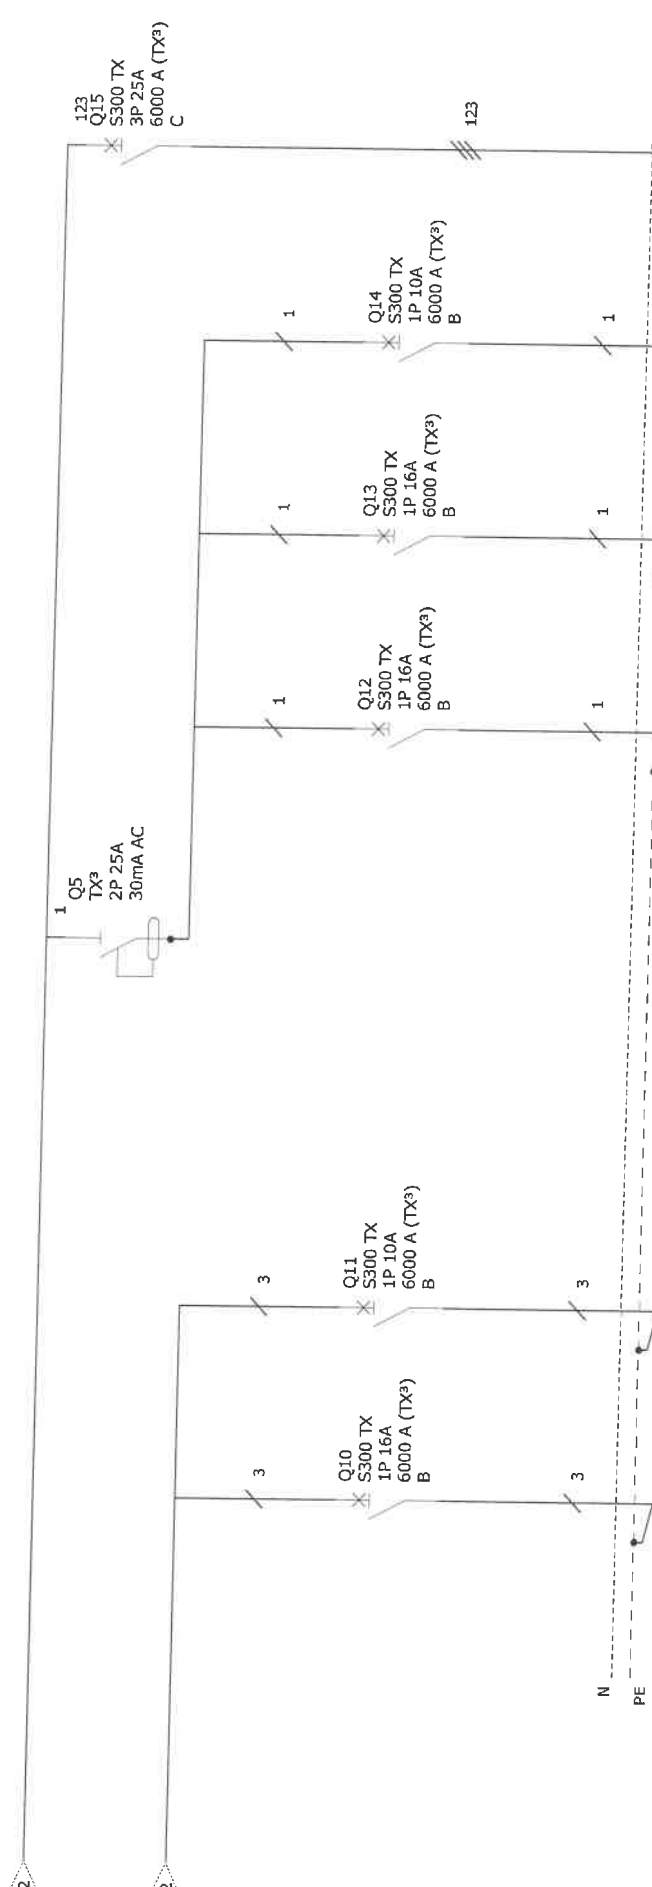 2
3
Q10
S300 TX
1P 16A
6000 A (TX³)
B
3
3
Q11
S300 TX
1P 10A
6000 A (TX³)
B
3
1
Q5
TX³
2P 25A
30mA AC
1
Q12
S300 TX
1P 16A
6000 A (TX³)
B
1
1
Q13
S300 TX
1P 16A
6000 A (TX³)
B
1
1
Q14
S300 TX
1P 10A
6000 A (TX³)
B
1
123
Q15
S300 TX
3P 25A
6000 A (TX³)
C
123
N
PE